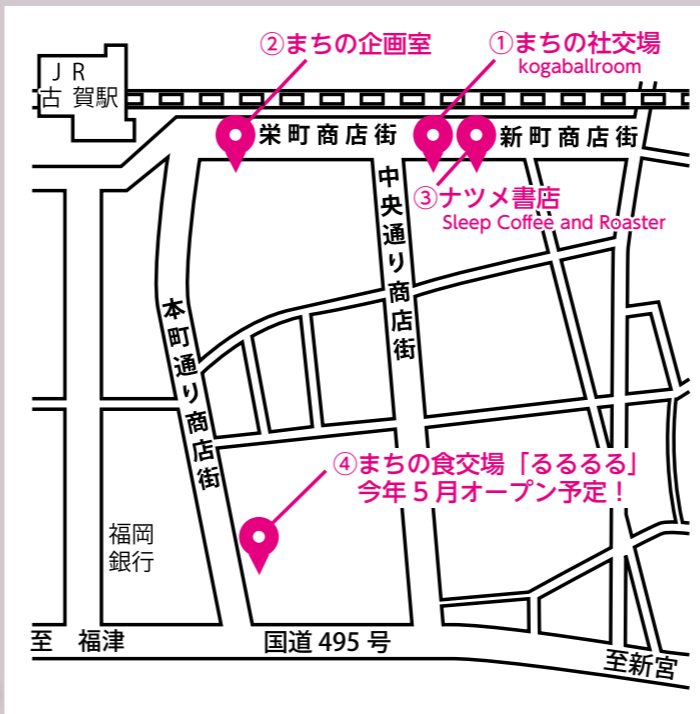 ②まちの企画室
①まちの社交場
kogaballroom
JR
古賀駅
栄町商店街
新町商店街
③ナツメ書店
Sleep Coffee and Roaster
中央通り商店街
本町通り商店街
④まちの食交場「るるるる」
今年5月オープン予定!
福岡
銀行
至 福津
国道495号
至新宮